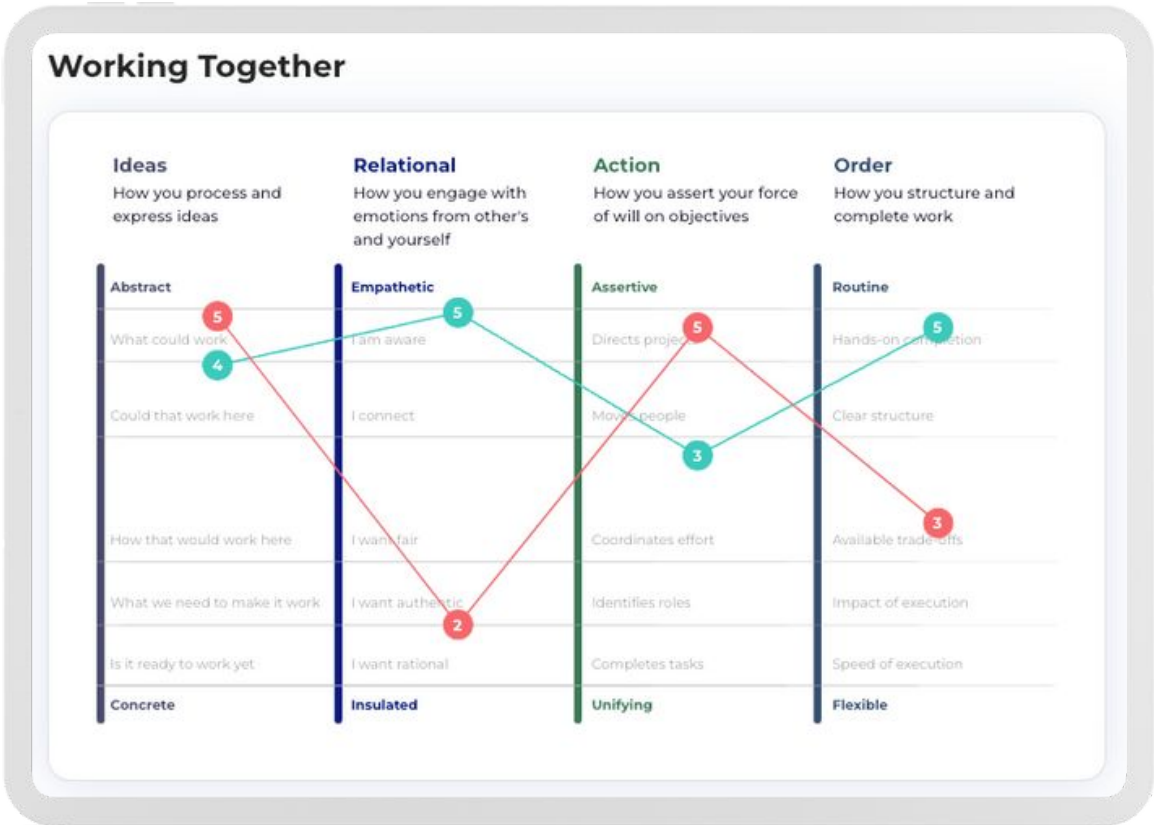 Working Together
Ideas
How you process and
express ideas
Relational
How you engage with
emotions from other's
and yourself
Action
How you assert your force
of will on objectives
Order
How you structure and
complete work
Abstract
Empathetic
Assertive
Routine
5
5
5
5
What could work
I am aware
Directs projec
Hands-on completion
4
Could that work here
I connect
Moves people
Clear structure
3
3
How that would work here
I want fair
Coordinates effort
Available trade-offs
What we need to make it work
I want authentic
Identifies roles
Impact of execution
2
Is it ready to work yet
I want rational
Completes tasks
Speed of execution
Concrete
Insulated
Unifying
Flexible